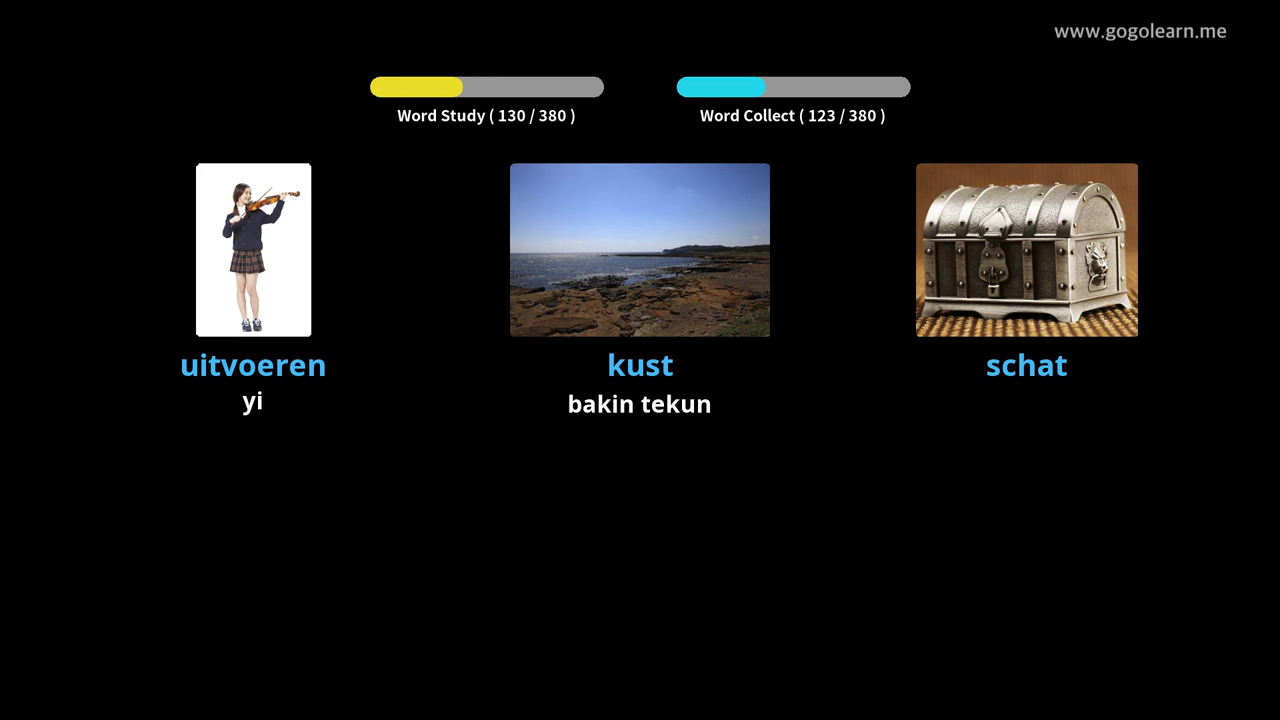 www.gogolearn.me
Word Study ( 130 / 380 )
Word Collect ( 123 / 380 )
uitvoeren
yi
kust
bakin tekun
schat